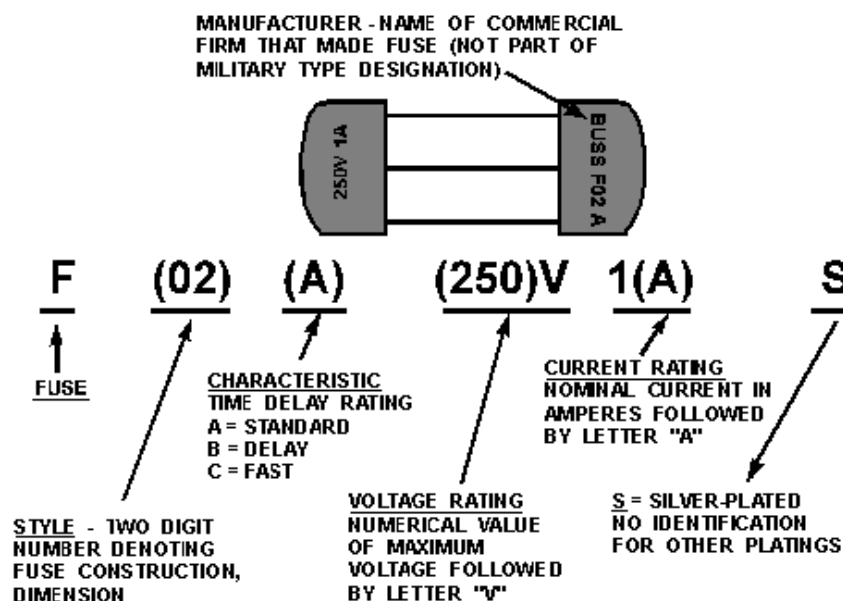 MANUFACTURER - NAME OF COMMERCIAL
FIRM THAT MADE FUSE (NOT PART OF
MILITARY TYPE DESIGNATION)
250V 1A
BUSS F02 A
F (02) (A) (250)V 1(A) S
FUSE
CHARACTERISTIC
TIME DELAY RATING
A = STANDARD
B = DELAY
C = FAST
CURRENT RATING
NOMINAL CURRENT IN
AMPERES FOLLOWED
BY LETTER "A"
STYLE - TWO DIGIT
NUMBER DENOTING
FUSE CONSTRUCTION,
DIMENSION
VOLTAGE RATING
NUMERICAL VALUE
OF MAXIMUM
VOLTAGE FOLLOWED
BY LETTER "V"
S = SILVER-PLATED
NO IDENTIFICATION
FOR OTHER PLATINGS